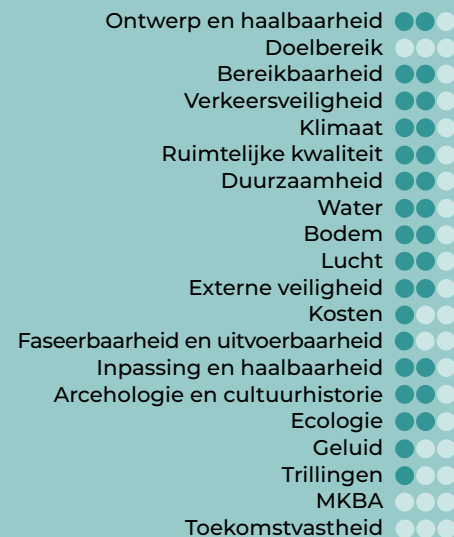 Ontwerp en haalbaarheid
Doelbereik
Bereikbaarheid
Verkeersveiligheid
Klimaat
Ruimtelijke kwaliteit
Duurzaamheid
Water
Bodem
Lucht
Externe veiligheid
Kosten
Faseerbaarheid en uitvoerbaarheid
Inpassing en haalbaarheid
Arcehologie en cultuurhistorie
Ecologie
Geluid
Trillingen
MKBA
Toekomstvastheid